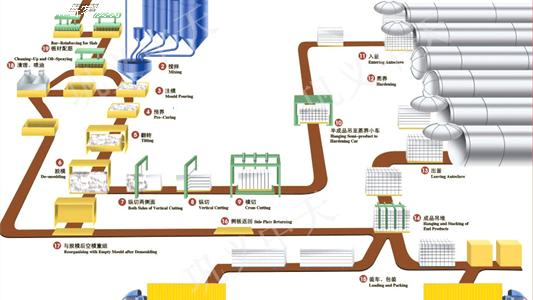 19 板材配筋
Bar-Reinforcing for Slab
Cleaning-Up and Oil-Spraying
18 清理、喷油
2 搅拌
Mixing
3 注模
Mould Pouring
4 预养
Pre-Curing
5 翻转
Tilting
6 脱模
De-moulding
7 纵切两侧面
Both Sides of Vertical Cutting
8 纵切
Vertical Cutting
9 横切
Cross Cutting
10
半成品吊至蒸养小车
Hanging Semi-product to
Hardening Car
11 入釜
Entering Autoclave
12 蒸养
Hardening
13 出釜
Leaving Autoclave
14 成品吊堆
Hanging and Stacking of
End Products
15 装车、包装
Loading and Packing
16 侧板返回 Side Plate Returning
17 与脱模后空模重组
Reorganizing with Empty Mould after Demoulding